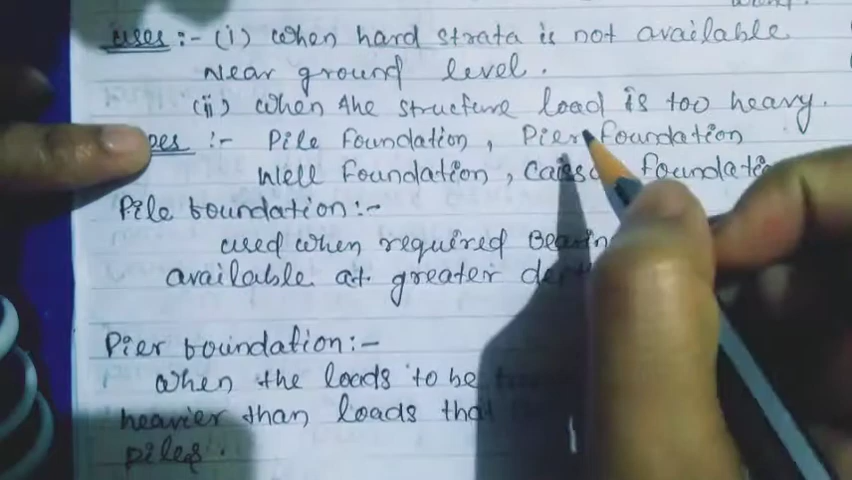 uses :- (i) when hard strata is not available
Near ground level.
(ii) when the structure load is too heavy.
:- Pile foundation, Pier foundation
Well foundation,
Pile foundation :-
used when required
available at greater
Pier foundation :-
when the loads to be
heavier than loads that
piles.